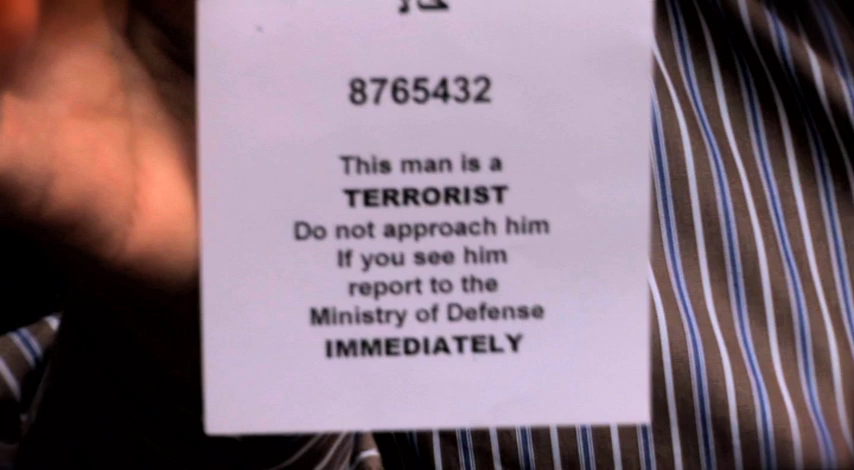 8765432
This man is a
TERRORIST
Do not approach him
If you see him
report to the
Ministry of Defense
IMMEDIATELY